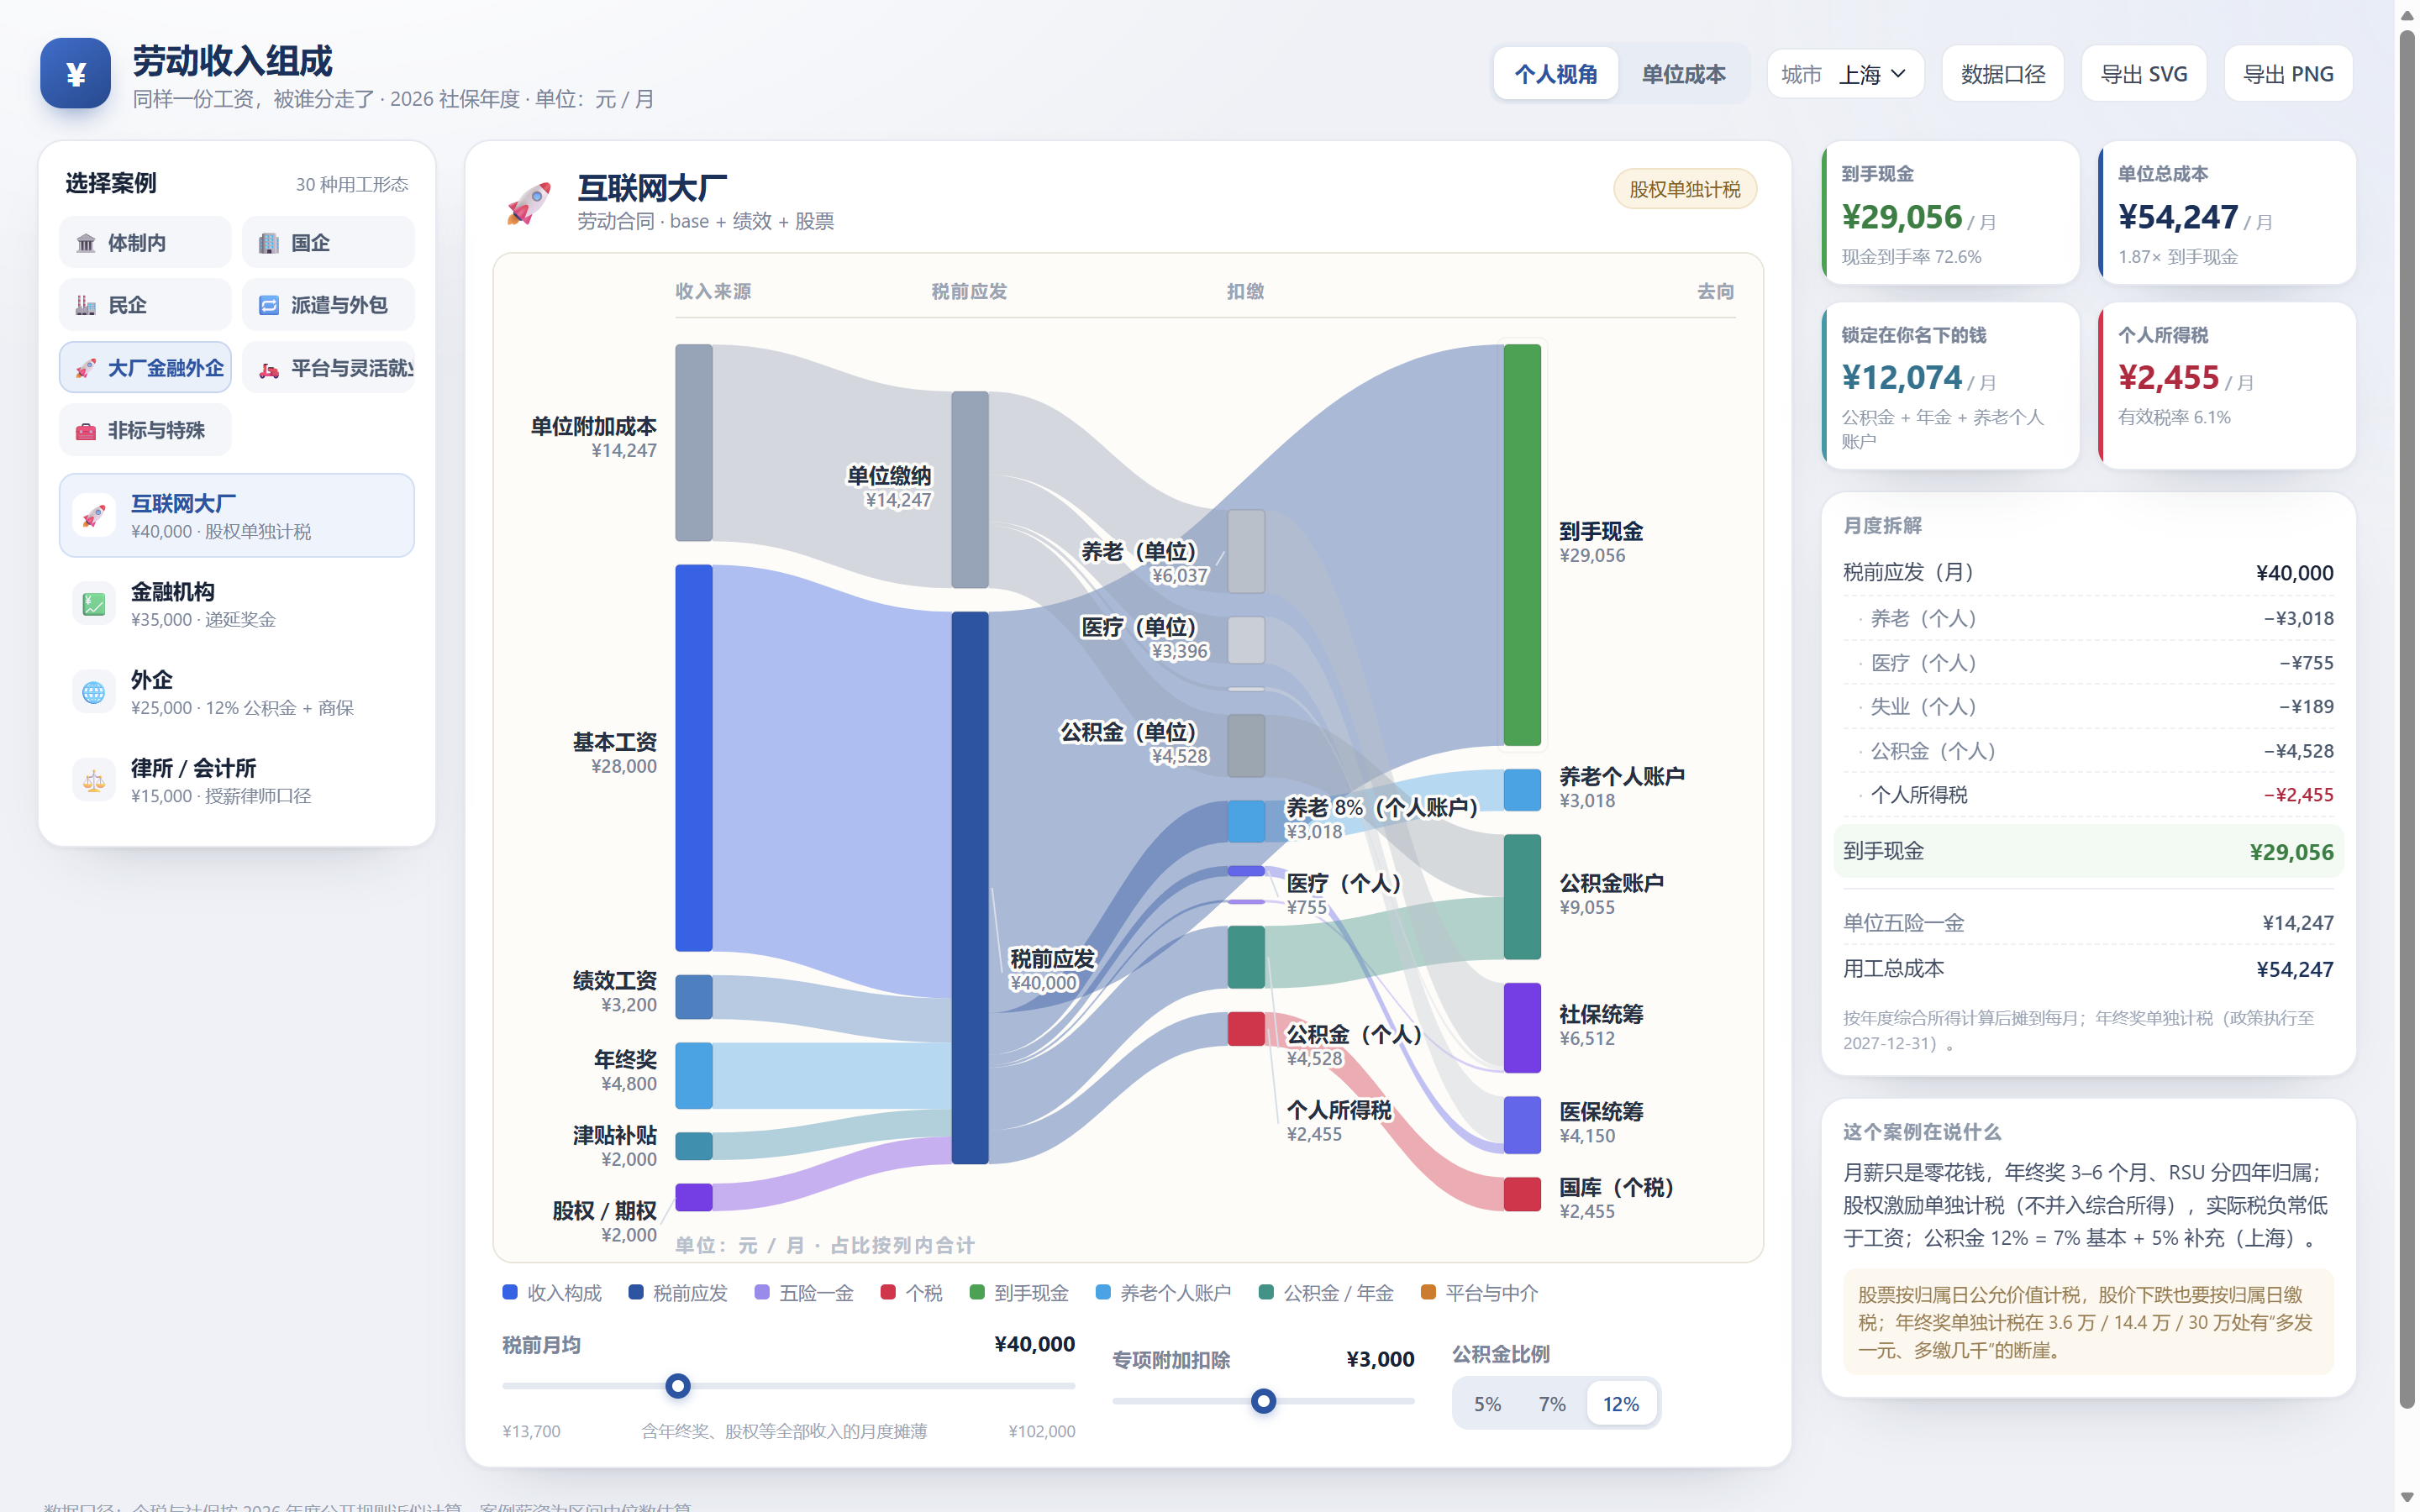 ¥
劳动收入组成
同样一份工资，被谁分走了 · 2026 社保年度 · 单位：元 / 月
个人视角
单位成本
城市 上海
数据口径
导出 SVG
导出 PNG
选择案例
30 种用工形态
体制内
国企
民企
派遣与外包
大厂金融外企
平台与灵活就业
非标与特殊
互联网大厂
¥40,000 · 股权单独计税
金融机构
¥35,000 · 递延奖金
外企
¥25,000 · 12% 公积金 + 商保
律所 / 会计所
¥15,000 · 授薪律师口径
互联网大厂
劳动合同 · base + 绩效 + 股票
股权单独计税
收入来源
税前应发
扣缴
去向
单位附加成本
¥14,247
基本工资
¥28,000
绩效工资
¥3,200
年终奖
¥4,800
津贴补贴
¥2,000
股权 / 期权
¥2,000
单位缴纳
¥14,247
税前应发
¥40,000
养老（单位）
¥6,037
医疗（单位）
¥3,396
公积金（单位）
¥4,528
养老 8%（个人账户）
¥3,018
医疗（个人）
¥755
公积金（个人）
¥4,528
个人所得税
¥2,455
到手现金
¥29,056
养老个人账户
¥3,018
公积金账户
¥9,055
社保统筹
¥6,512
医保统筹
¥4,150
国库（个税）
¥2,455
单位：元 / 月 · 占比按列内合计
收入构成
税前应发
五险一金
个税
到手现金
养老个人账户
公积金 / 年金
平台与中介
税前月均
¥40,000
¥13,700
含年终奖、股权等全部收入的月度摊薄
¥102,000
专项附加扣除
¥3,000
公积金比例
5%
7%
12%
到手现金
¥29,056 / 月
现金到手率 72.6%
单位总成本
¥54,247 / 月
1.87× 到手现金
锁定在你名下的钱
¥12,074 / 月
公积金 + 年金 + 养老个人
账户
个人所得税
¥2,455 / 月
有效税率 6.1%
月度拆解
税前应发（月） ¥40,000
· 养老（个人） −¥3,018
· 医疗（个人） −¥755
· 失业（个人） −¥189
· 公积金（个人） −¥4,528
· 个人所得税 −¥2,455
到手现金 ¥29,056
单位五险一金 ¥14,247
用工总成本 ¥54,247
按年度综合所得计算后摊到每月；年终奖单独计税（政策执行至
2027-12-31）。
这个案例在说什么
月薪只是零花钱，年终奖 3–6 个月、RSU 分四年归属；
股权激励单独计税（不并入综合所得），实际税负常低
于工资；公积金 12% = 7% 基本 + 5% 补充（上海）。
股票按归属日公允价值计税，股价下跌也要按归属日缴
税；年终奖单独计税在 3.6 万 / 14.4 万 / 30 万处有“多发
一元、多缴几千”的断崖。
数据口径：个税与社保按 2026 年度公开规则近似计算，案例薪资为区间中位数估算